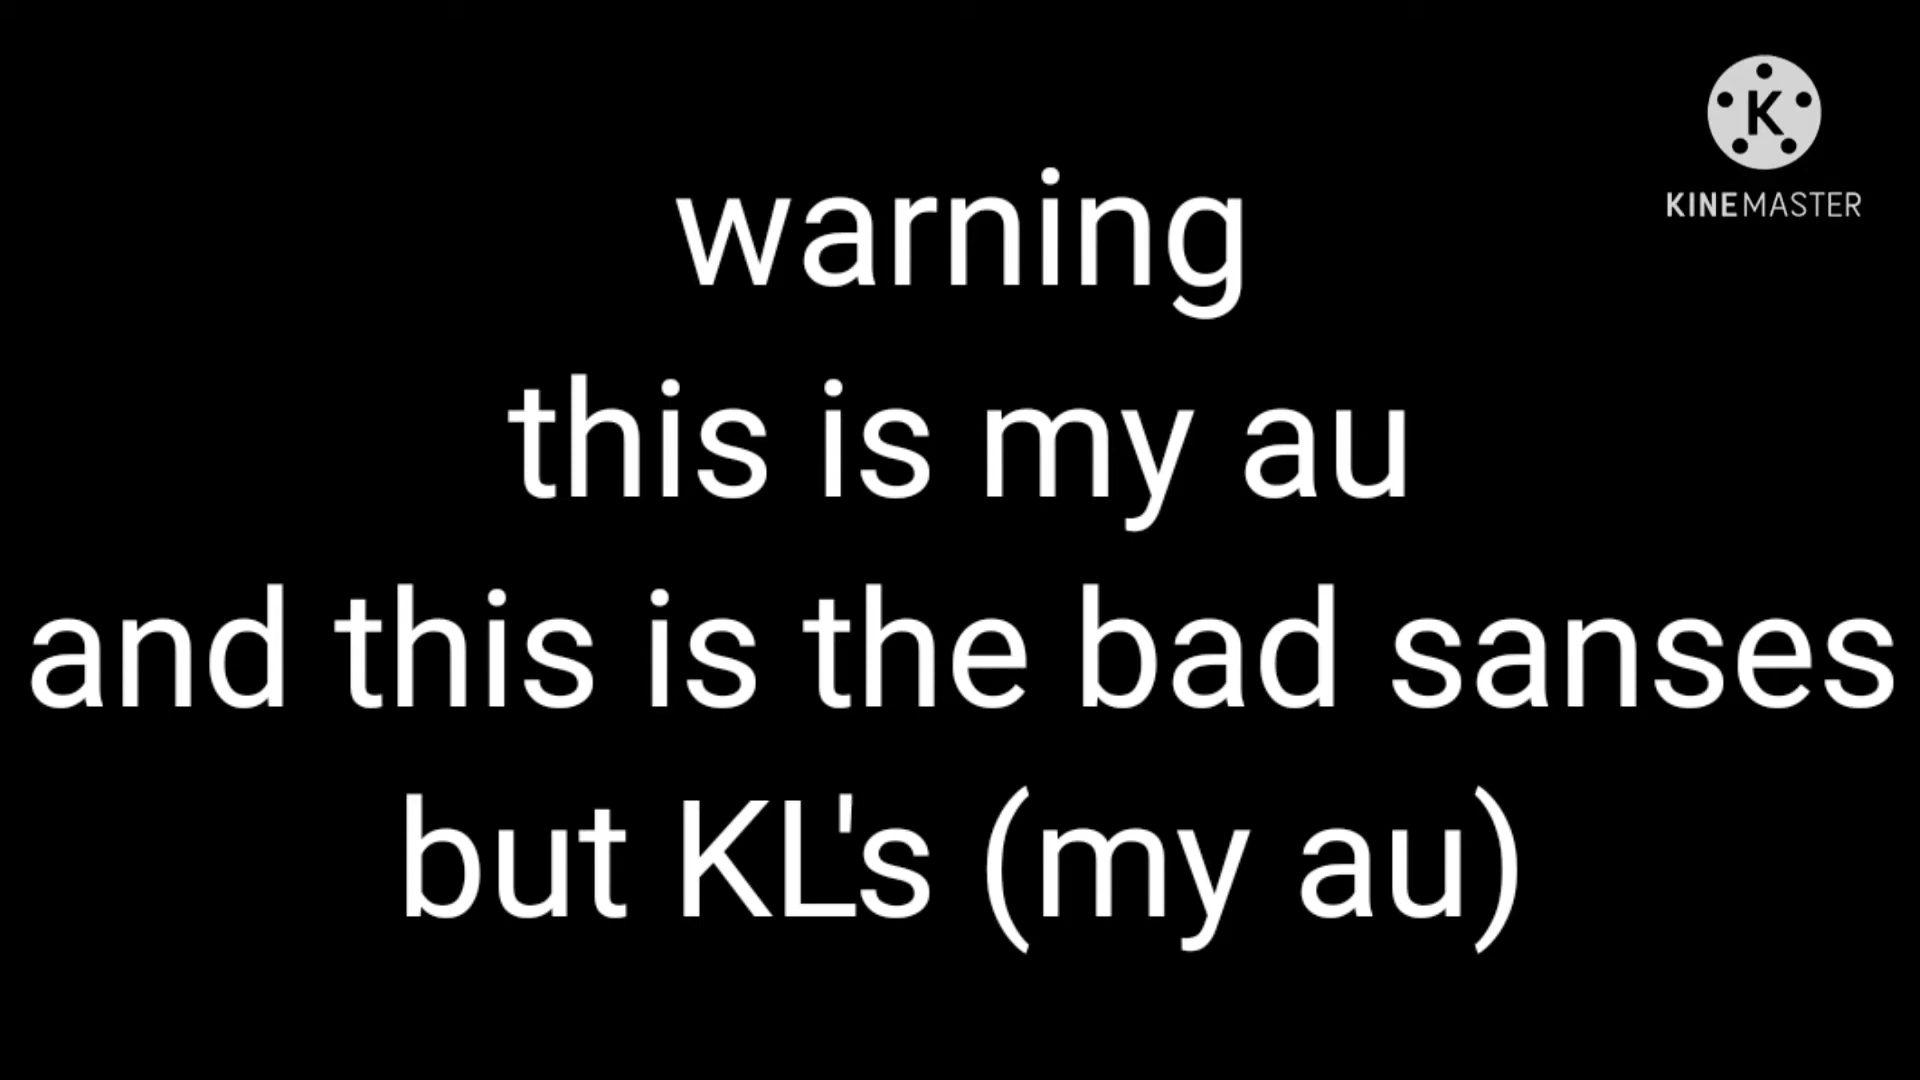 K
KINEMASTER
warning
this is my au
and this is the bad sanses
but KL's (my au)